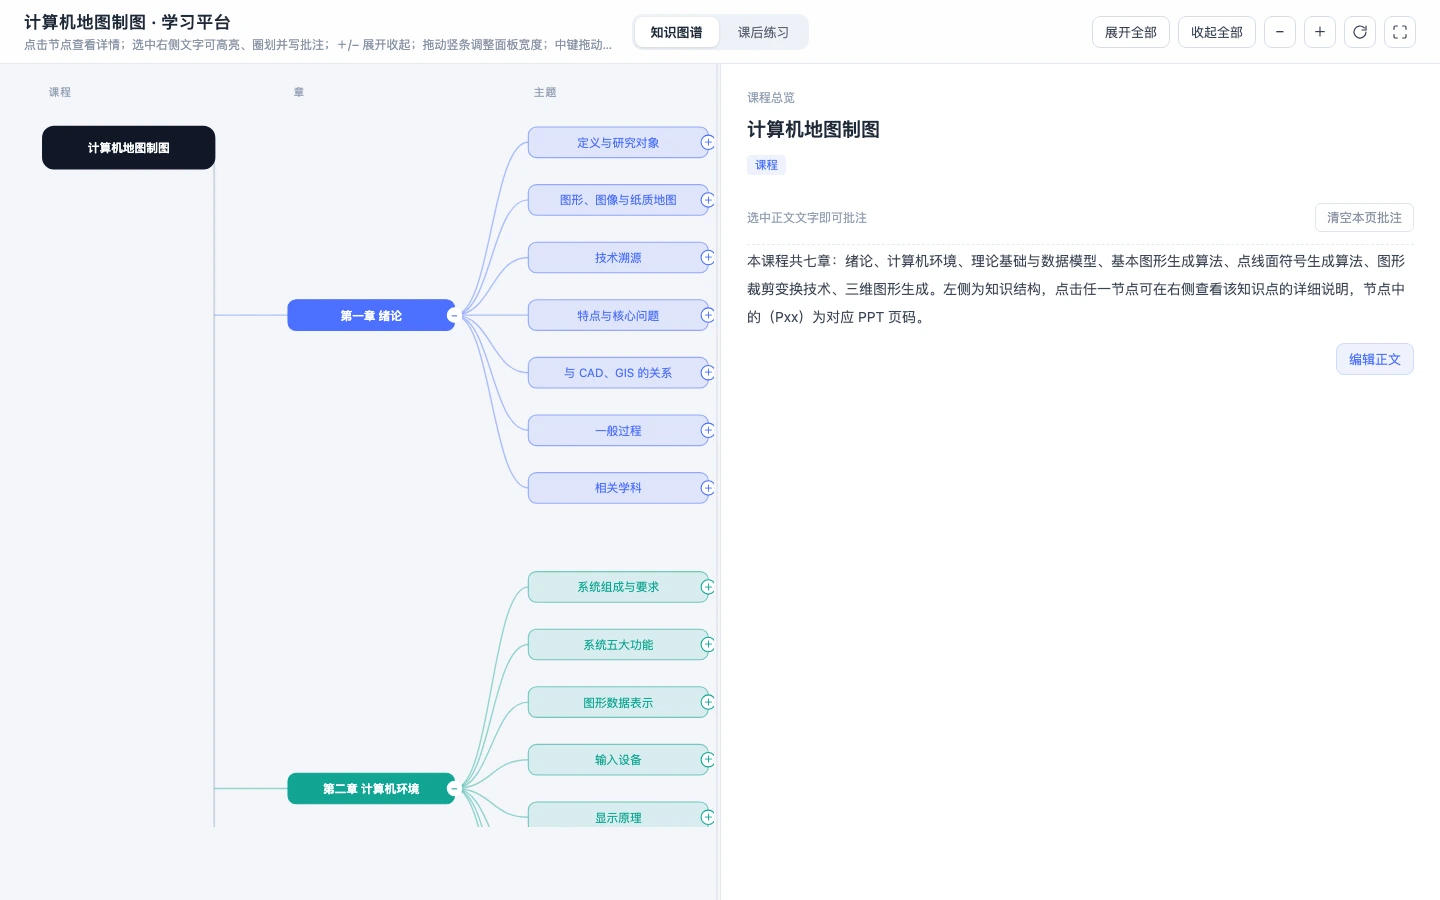 计算机地图制图 · 学习平台
点击节点查看详情；选中右侧文字可高亮、圈划并写批注；＋/− 展开收起；拖动竖条调整面板宽度；中键拖动...
知识图谱
课后练习
展开全部
收起全部
−
+
课程
章
主题
计算机地图制图
第一章 绪论
定义与研究对象
图形、图像与纸质地图
技术溯源
特点与核心问题
与 CAD、GIS 的关系
一般过程
相关学科
第二章 计算机环境
系统组成与要求
系统五大功能
图形数据表示
输入设备
显示原理
课程总览
计算机地图制图
课程
选中正文文字即可批注
清空本页批注
本课程共七章：绪论、计算机环境、理论基础与数据模型、基本图形生成算法、点线面符号生成算法、图形
裁剪变换技术、三维图形生成。左侧为知识结构，点击任一节点可在右侧查看该知识点的详细说明，节点中
的（Pxx）为对应 PPT 页码。
编辑正文